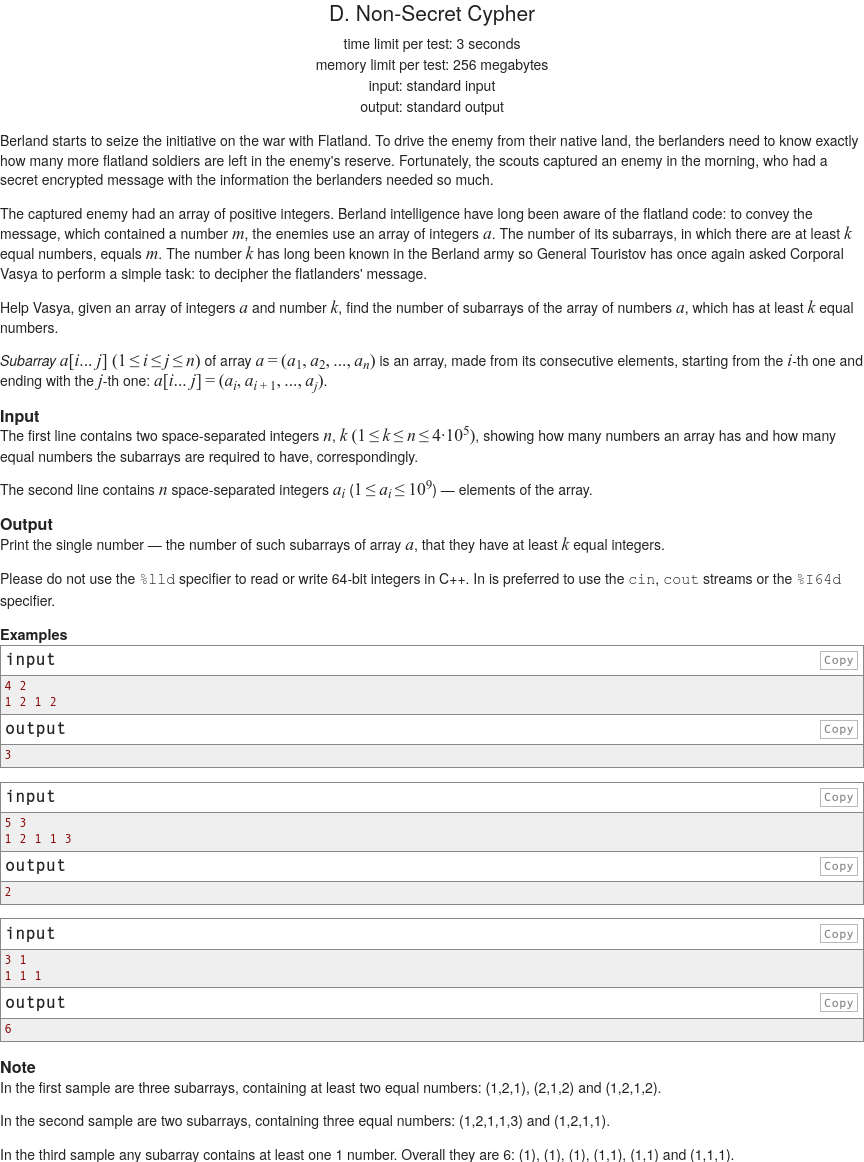 D. Non-Secret Cypher
time limit per test: 3 seconds
memory limit per test: 256 megabytes
input: standard input
output: standard output
Berland starts to seize the initiative on the war with Flatland. To drive the enemy from their native land, the berlanders need to know exactly
how many more flatland soldiers are left in the enemy's reserve. Fortunately, the scouts captured an enemy in the morning, who had a
secret encrypted message with the information the berlanders needed so much.
The captured enemy had an array of positive integers. Berland intelligence have long been aware of the flatland code: to convey the
message, which contained a number m, the enemies use an array of integers a. The number of its subarrays, in which there are at least k
equal numbers, equals m. The number k has long been known in the Berland army so General Touristov has once again asked Corporal
Vasya to perform a simple task: to decipher the flatlanders' message.
Help Vasya, given an array of integers a and number k, find the number of subarrays of the array of numbers a, which has at least k equal
numbers.
Subarray a[i... j] (1 ≤ i ≤ j ≤ n) of array a = (a₁, a₂, ..., aₙ) is an array, made from its consecutive elements, starting from the i-th one and
ending with the j-th one: a[i... j] = (aᵢ, aᵢ₊₁, ..., aⱼ).
Input
The first line contains two space-separated integers n, k (1 ≤ k ≤ n ≤ 4·10⁵), showing how many numbers an array has and how many
equal numbers the subarrays are required to have, correspondingly.
The second line contains n space-separated integers aᵢ (1 ≤ aᵢ ≤ 10⁹) — elements of the array.
Output
Print the single number — the number of such subarrays of array a, that they have at least k equal integers.
Please do not use the %lld specifier to read or write 64-bit integers in C++. In is preferred to use the cin, cout streams or the %I64d
specifier.
Examples
input Copy
4 2
1 2 1 2
output Copy
3
input Copy
5 3
1 2 1 1 3
output Copy
2
input Copy
3 1
1 1 1
output Copy
6
Note
In the first sample are three subarrays, containing at least two equal numbers: (1,2,1), (2,1,2) and (1,2,1,2).
In the second sample are two subarrays, containing three equal numbers: (1,2,1,1,3) and (1,2,1,1).
In the third sample any subarray contains at least one 1 number. Overall they are 6: (1), (1), (1), (1,1), (1,1) and (1,1,1).